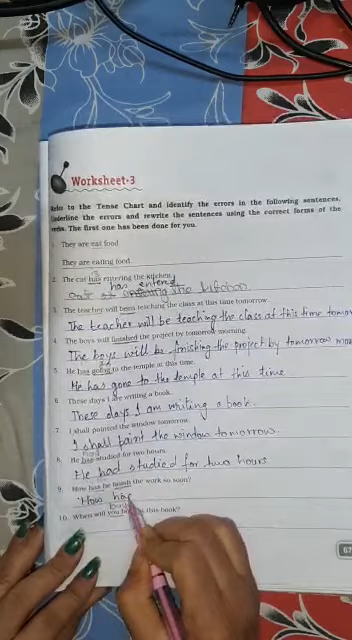 Worksheet-3
Refer to the Tense Chart and identify the errors in the following sentences.
Underline the errors and rewrite the sentences using the correct forms of the
verbs. The first one has been done for you.
1. They are eat food
They are eating food.
2. The cat has entering the kitchen.
has entered
the kitchen
3. The teacher will been teaching the class at this time tomorrow.
The teacher will be teaching the class at this time tomor
4. The boys will finished the project by tomorrow morning.
The boys will be finishing the project by tomorrow mor
5. He has going to the temple at this time.
He has gone to the temple at this time
6. These days I are writing a book.
These days I am writing a book.
7. I shall painted the window tomorrow.
I shall paint the window tomorrow.
8. He has studied for two hours.
He had studied for two hours
9. How has he finish the work so soon?
How has
10. When will you this book?
67